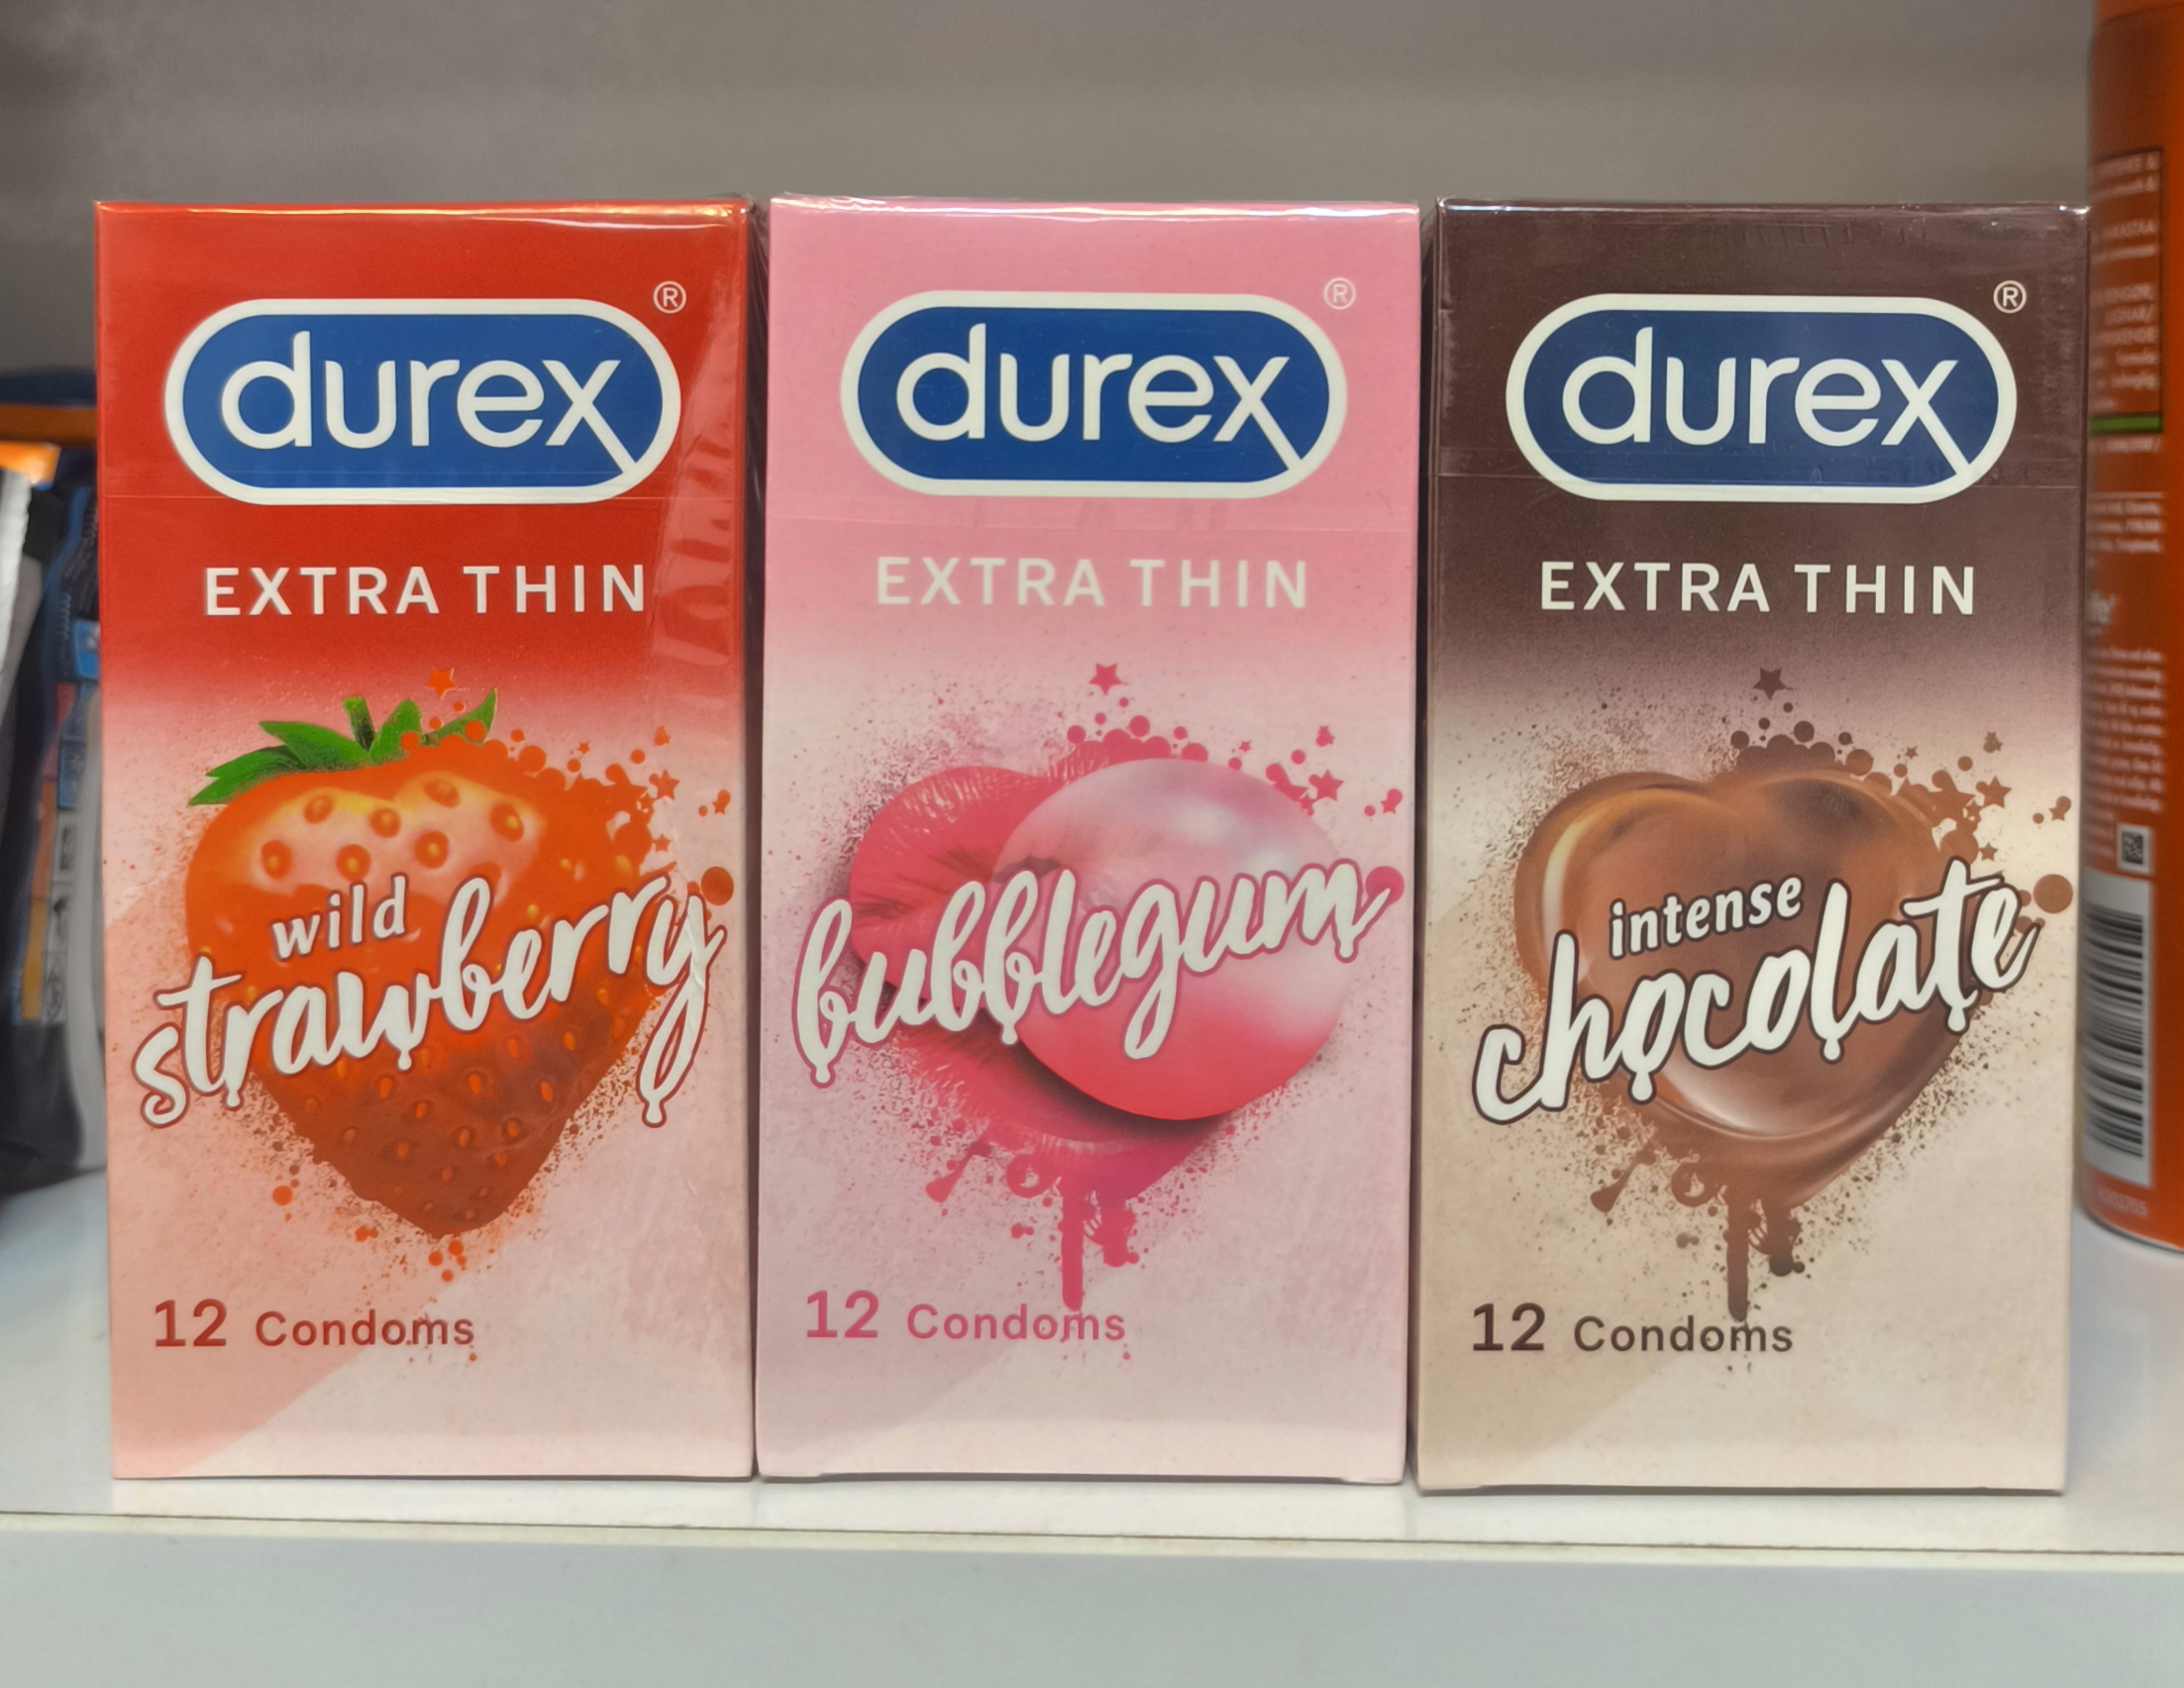 durex®
EXTRA THIN
wild
strawberry
12 Condoms
durex®
EXTRA THIN
bubblegum
12 Condoms
durex®
EXTRA THIN
intense
chocolate
12 Condoms